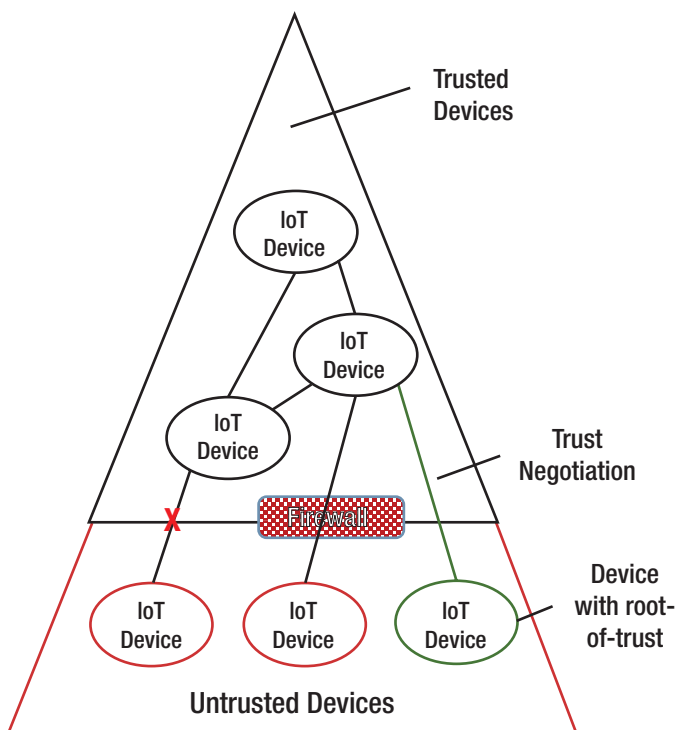 Trusted
Devices
IoT
Device
IoT
Device
IoT
Device
Trust
Negotiation
X
Firewall
IoT
Device
IoT
Device
IoT
Device
Device
with root-
of-trust
Untrusted Devices